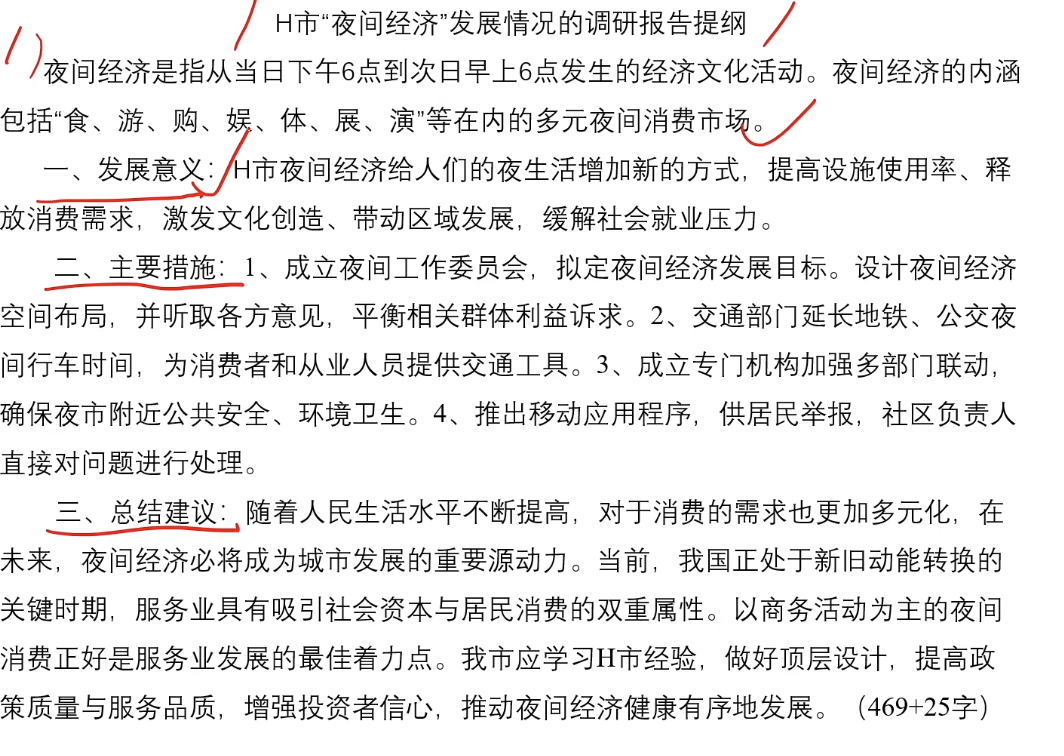 H市“夜间经济”发展情况的调研报告提纲
夜间经济是指从当日下午6点到次日早上6点发生的经济文化活动。夜间经济的内涵
包括“食、游、购、娱、体、展、演”等在内的多元夜间消费市场。
一、发展意义：H市夜间经济给人们的夜生活增加新的方式，提高设施使用率、释
放消费需求，激发文化创造、带动区域发展，缓解社会就业压力。
二、主要措施：1、成立夜间工作委员会，拟定夜间经济发展目标。设计夜间经济
空间布局，并听取各方意见，平衡相关群体利益诉求。2、交通部门延长地铁、公交夜
间行车时间，为消费者和从业人员提供交通工具。3、成立专门机构加强多部门联动，
确保夜市附近公共安全、环境卫生。4、推出移动应用程序，供居民举报，社区负责人
直接对问题进行处理。
三、总结建议：随着人民生活水平不断提高，对于消费的需求也更加多元化，在
未来，夜间经济必将成为城市发展的重要源动力。当前，我国正处于新旧动能转换的
关键时期，服务业具有吸引社会资本与居民消费的双重属性。以商务活动为主的夜间
消费正好是服务业发展的最佳着力点。我市应学习H市经验，做好顶层设计，提高政
策质量与服务品质，增强投资者信心，推动夜间经济健康有序地发展。（469+25字）